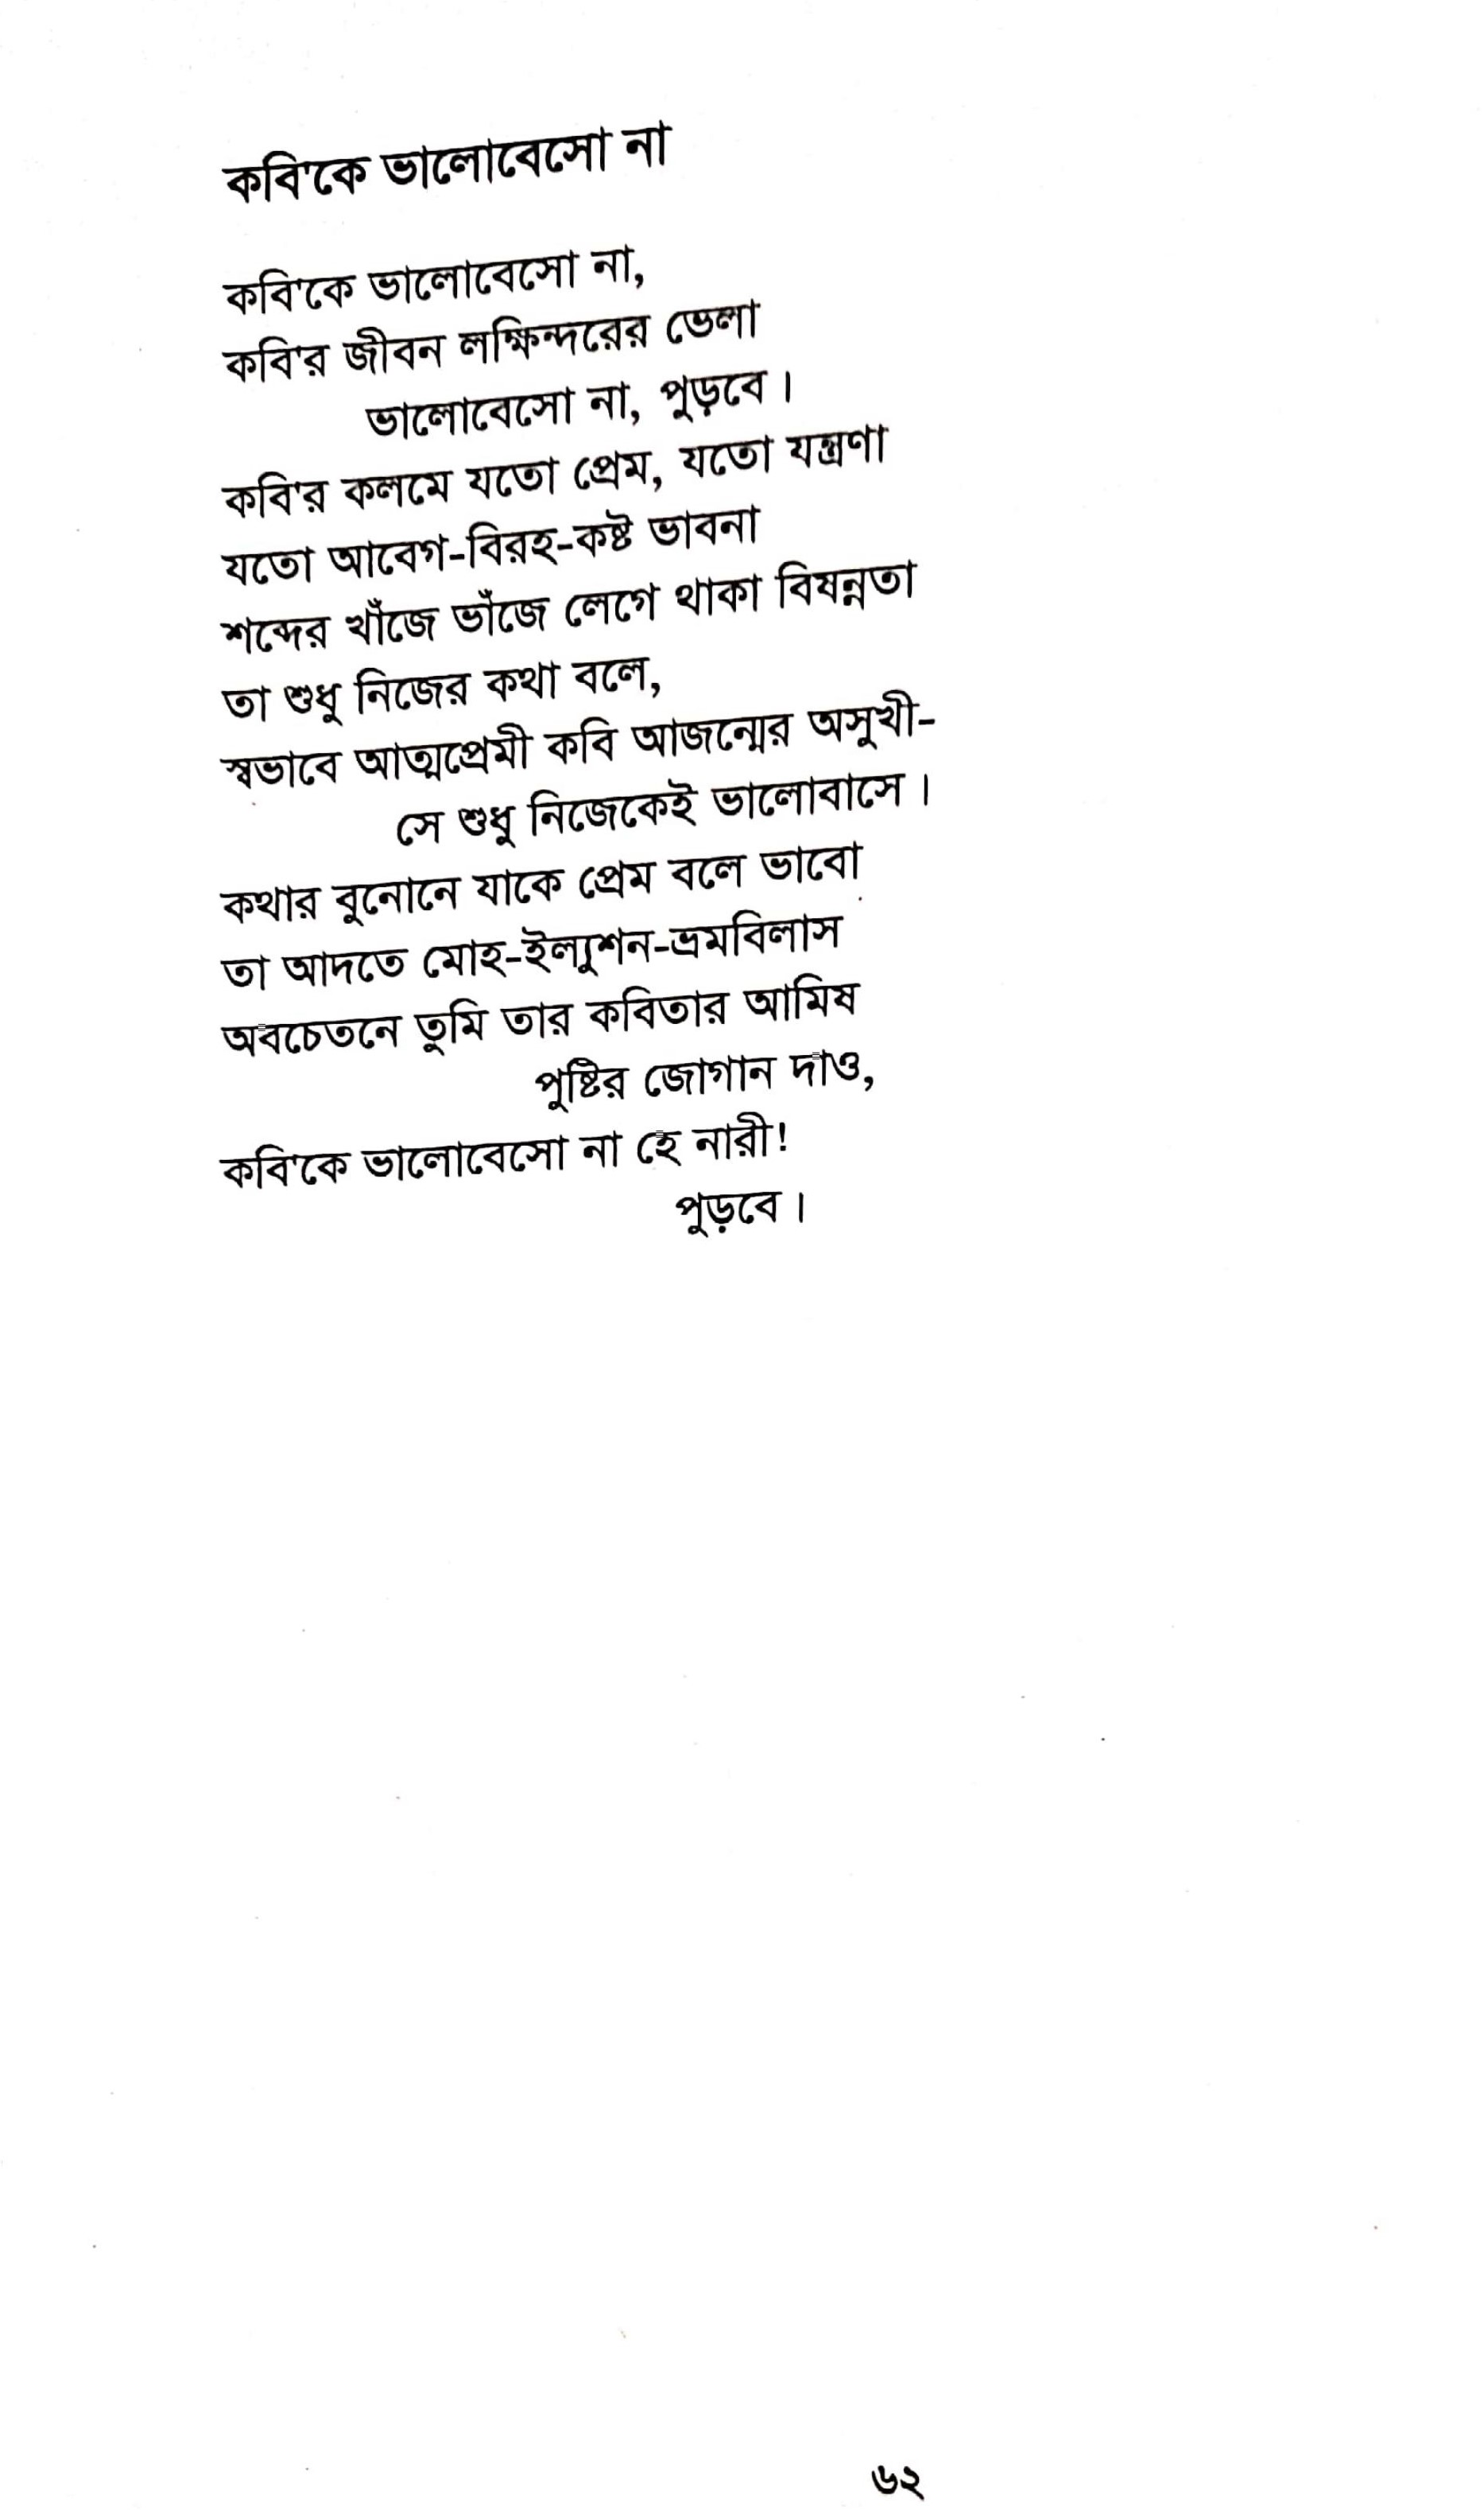 কবি'কে ভালোবেসো না
কবি'কে ভালোবেসো না,
কবি'র জীবন লক্ষিন্দরের ভেলা
ভালোবেসো না, পুড়বে।
কবি'র কলমে যতো প্রেম, যতো যন্ত্রণা
যতো আবেগ-বিরহ-কষ্ট ভাবনা
শব্দের খাঁজে ভাঁজে লেগে থাকা বিষন্নতা
তা শুধু নিজের কথা বলে,
স্বভাবে আত্মপ্রেমী কবি আজন্মের অসুখী-
সে শুধু নিজেকেই ভালোবাসে।
কথার বুনোনে যাকে প্রেম বলে ভাবো
তা আদতে মোহ-ইল্যুশন-ভ্রমবিলাস
অবচেতনে তুমি তার কবিতার আমিষ
পুষ্টির জোগান দাও,
কবি'কে ভালোবেসো না হে নারী!
পুড়বে।
৬২